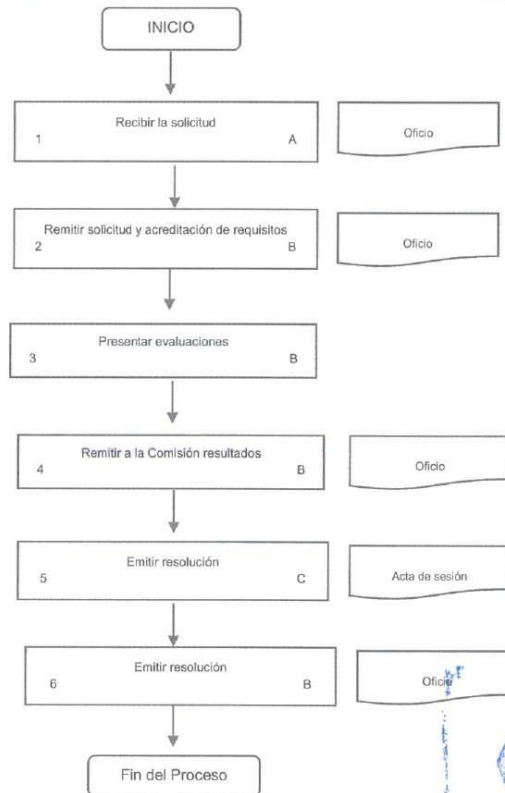 INICIO
Recibir la solicitud
1 A
Oficio
Remitir solicitud y acreditación de requisitos
2 B
Oficio
Presentar evaluaciones
3 B
Remitir a la Comisión resultados
4 B
Oficio
Emitir resolución
5 C
Acta de sesión
Emitir resolución
6 B
Oficio
Fin del Proceso